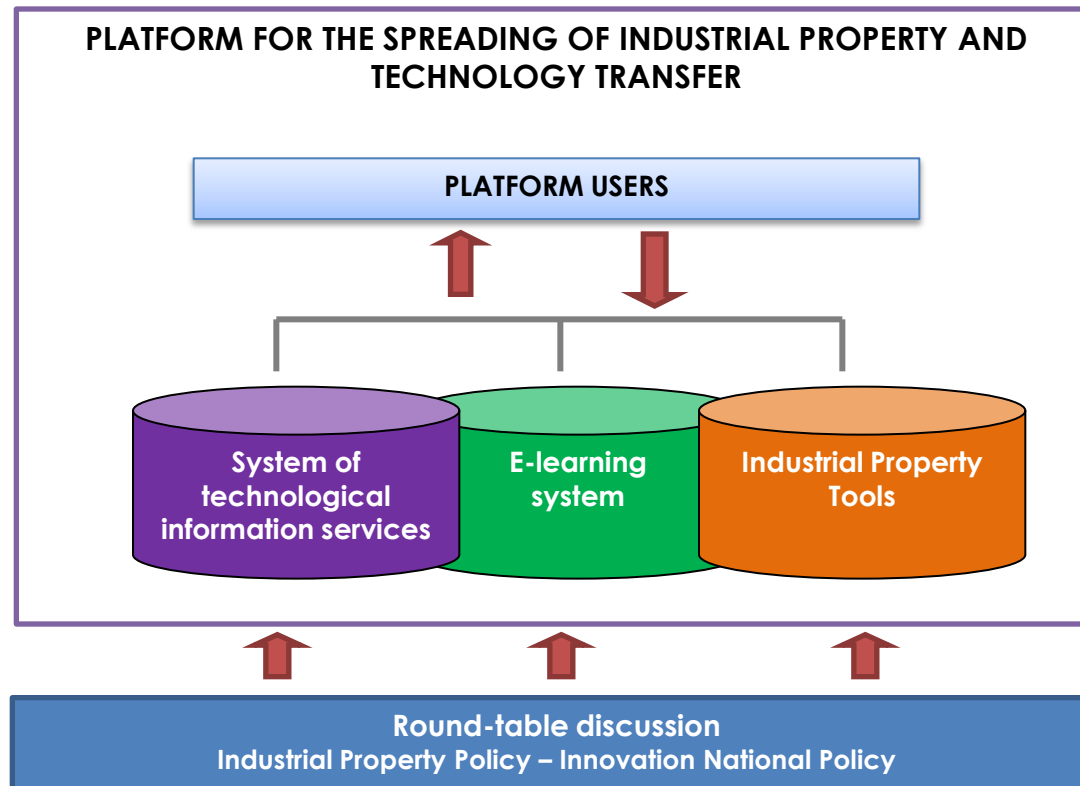 PLATFORM FOR THE SPREADING OF INDUSTRIAL PROPERTY AND
TECHNOLOGY TRANSFER
PLATFORM USERS
System of
technological
information services
E-learning
system
Industrial Property
Tools
Round-table discussion
Industrial Property Policy – Innovation National Policy